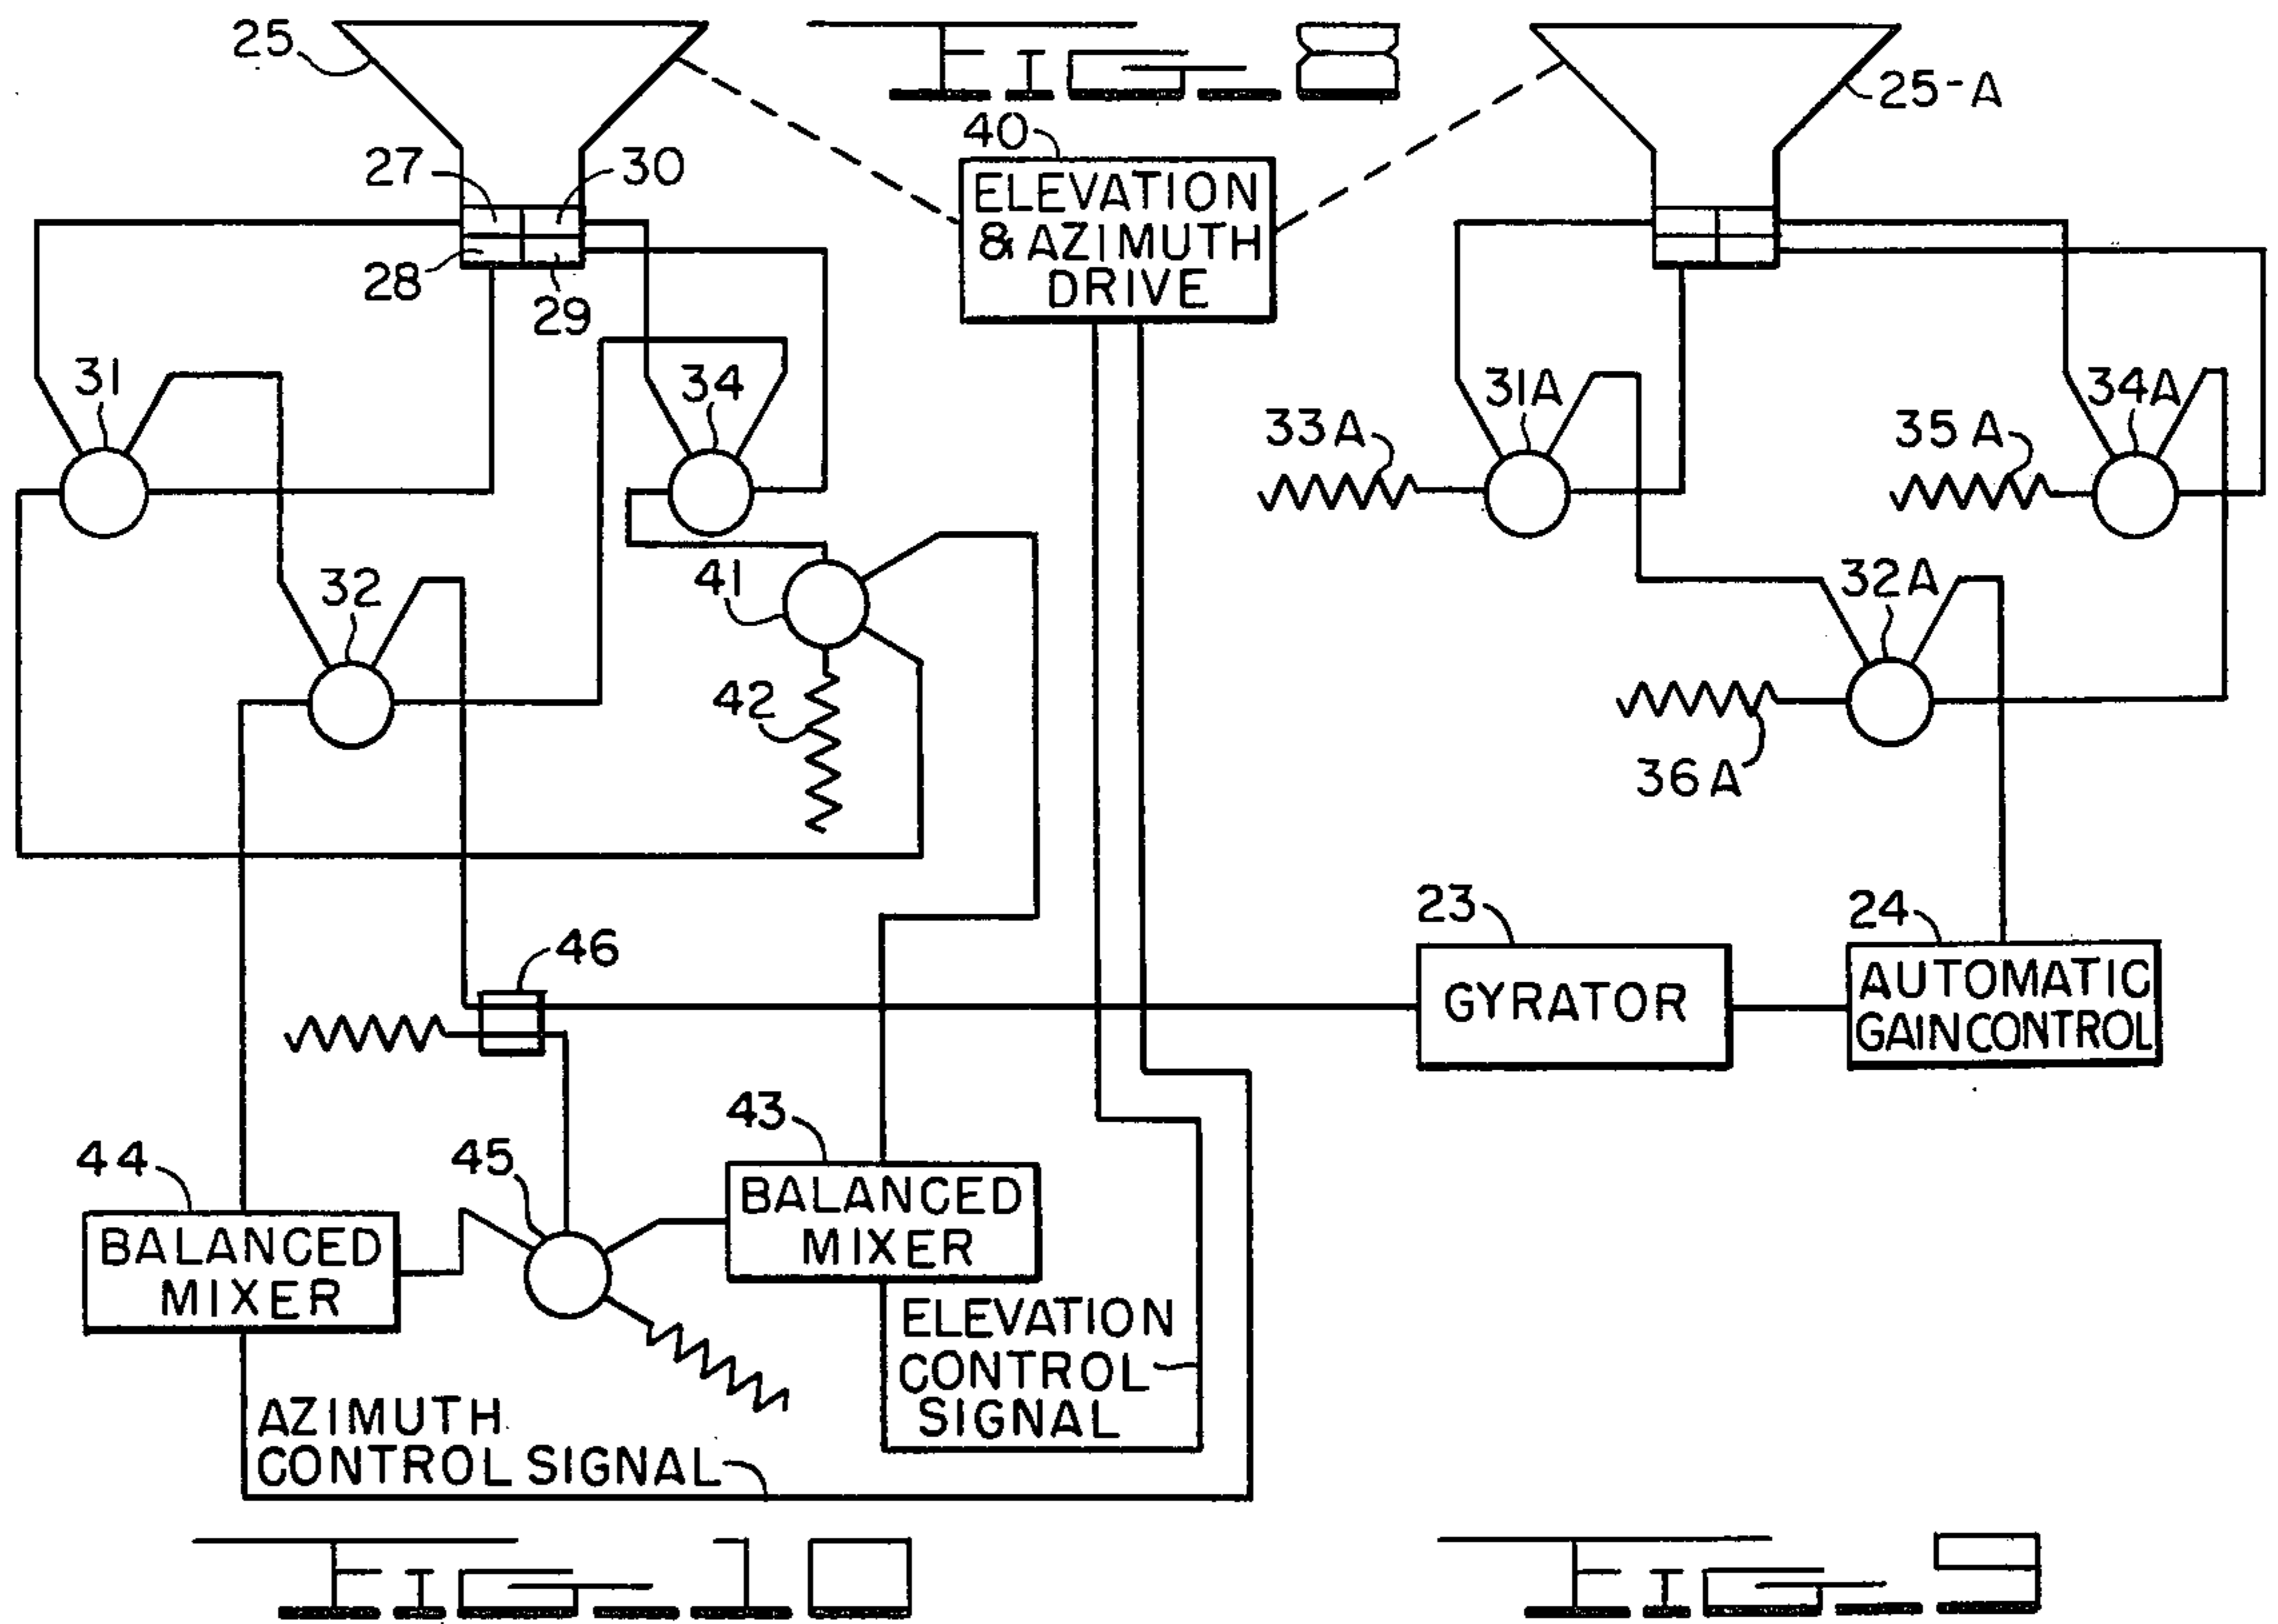 25
FIG 8
25-A
40
27
30
ELEVATION
& AZIMUTH
DRIVE
28
29
31
34
31A
34A
33A
35A
41
32
32A
42
36A
23
24
46
GYRATOR
AUTOMATIC
GAIN CONTROL
43
44
45
BALANCED
MIXER
BALANCED
MIXER
ELEVATION
CONTROL
SIGNAL
AZIMUTH
CONTROL SIGNAL
FIG 10
FIG 9